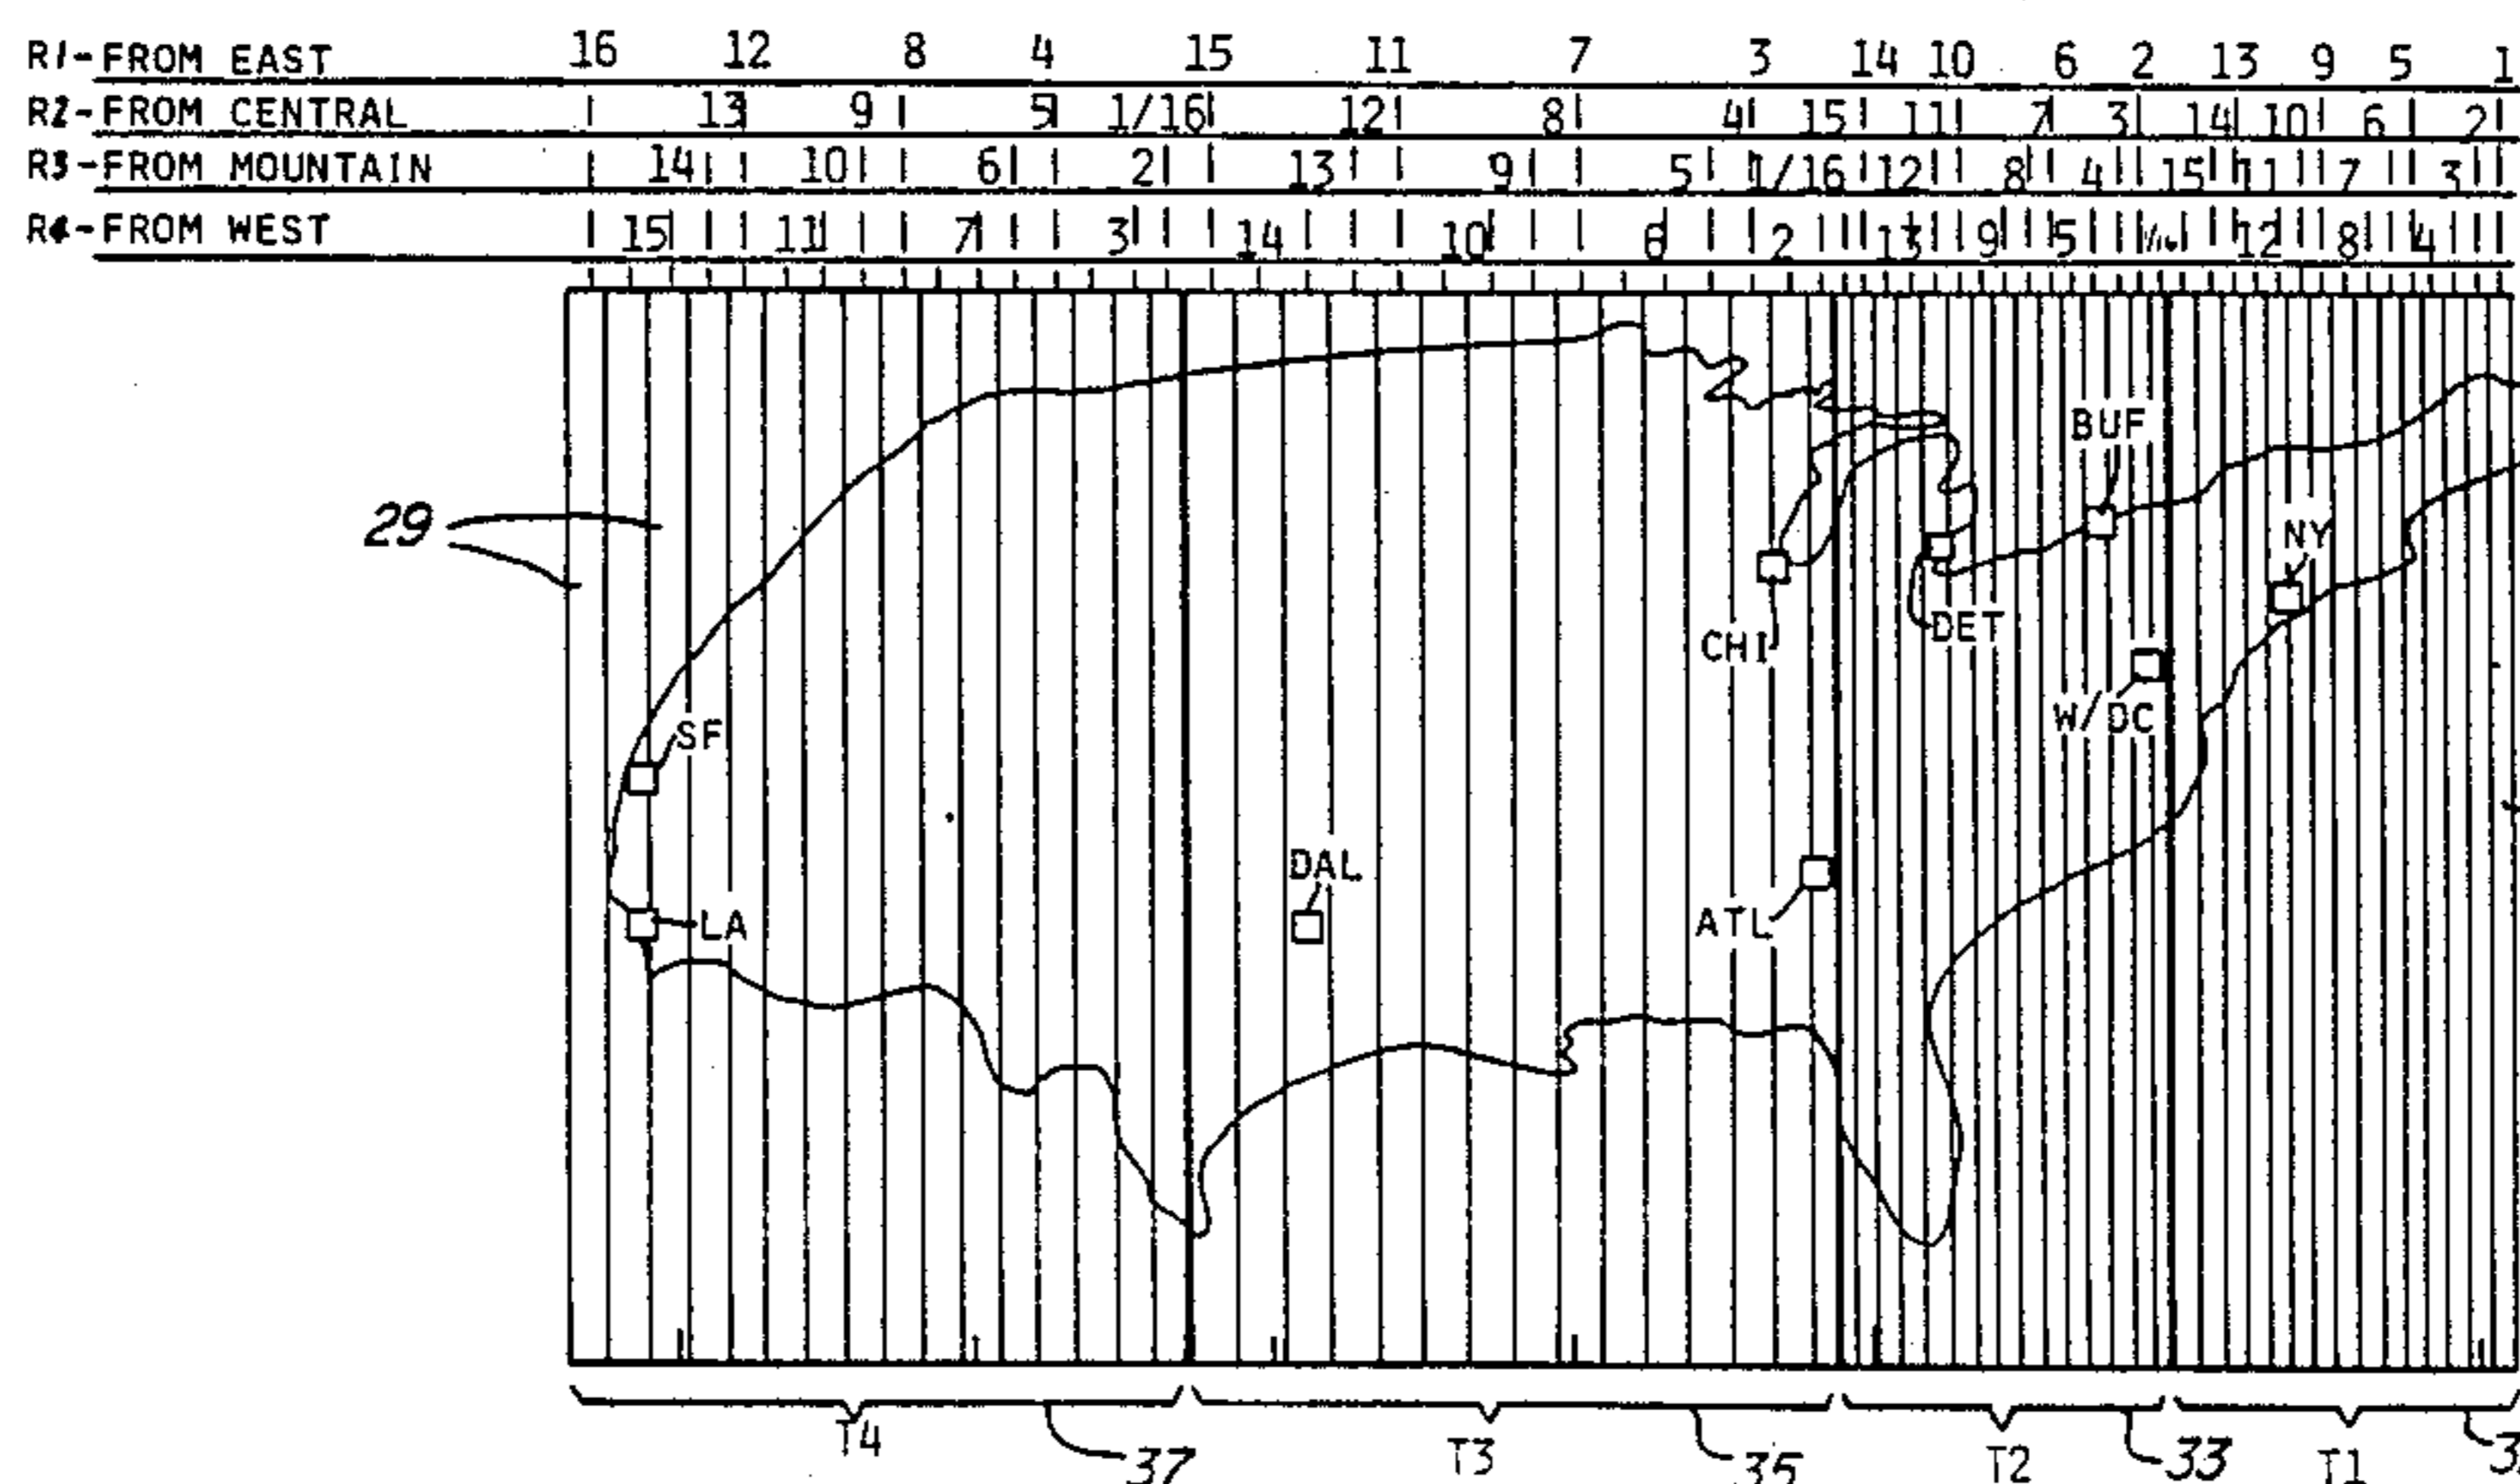 R1-FROM EAST 16 12 8 4 15 11 7 3 14 10 6 2 13 9 5 1
R2-FROM CENTRAL 13 9 5 1/16 12 8 4 15 11 7 3 14 10 6 2
R3-FROM MOUNTAIN 14 10 6 2 13 9 5 1/16 12 8 4 15 11 7 3
R4-FROM WEST 15 11 7 3 14 10 6 2 13 9 5 1/16 12 8 4
BUF
29
NY
DET
CHI
W/DC
SF
DAL
LA
ATL
T4 37 T3 35 T2 33 T1